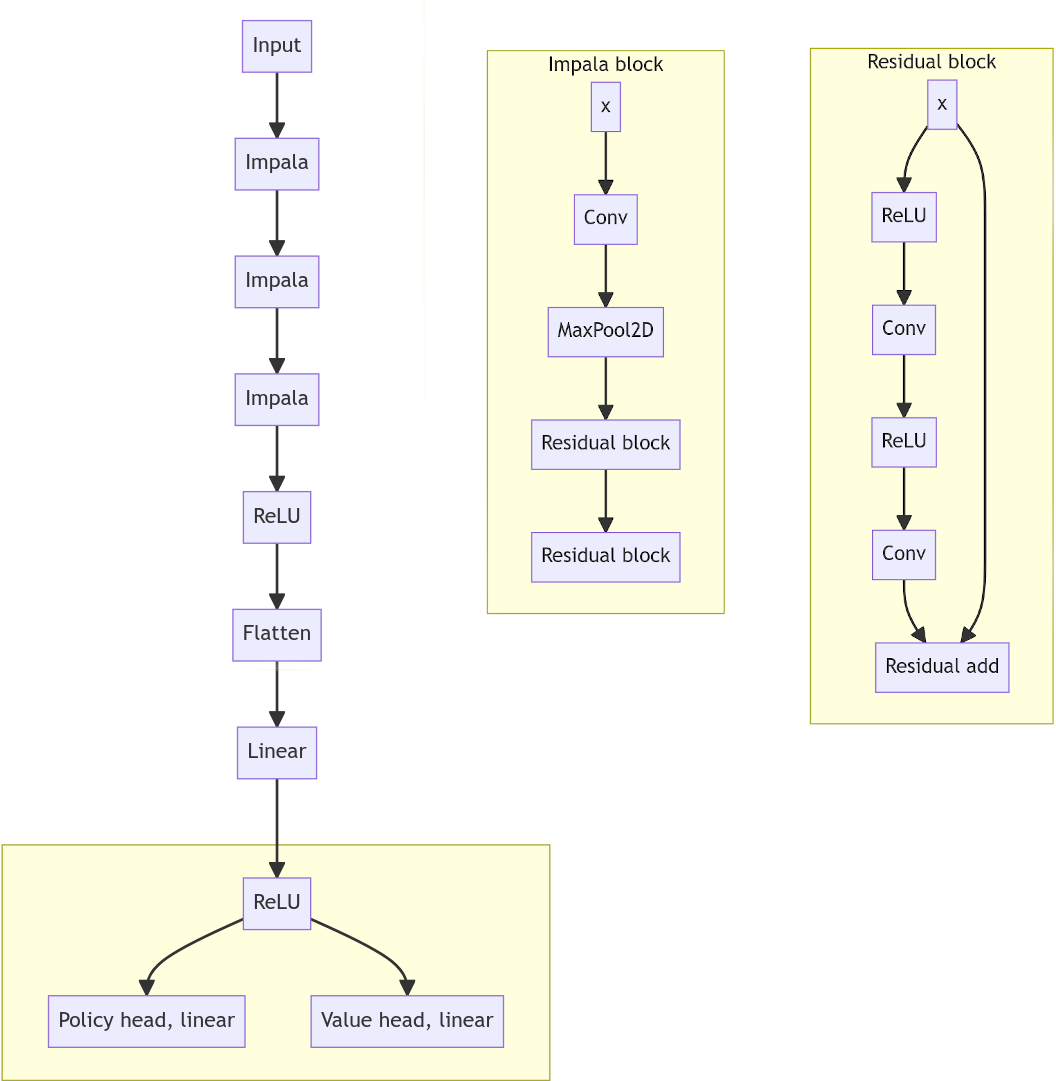 Input
Impala
Impala
Impala
ReLU
Flatten
Linear
ReLU
Policy head, linear
Value head, linear
Impala block
x
Conv
MaxPool2D
Residual block
Residual block
Residual block
x
ReLU
Conv
ReLU
Conv
Residual add